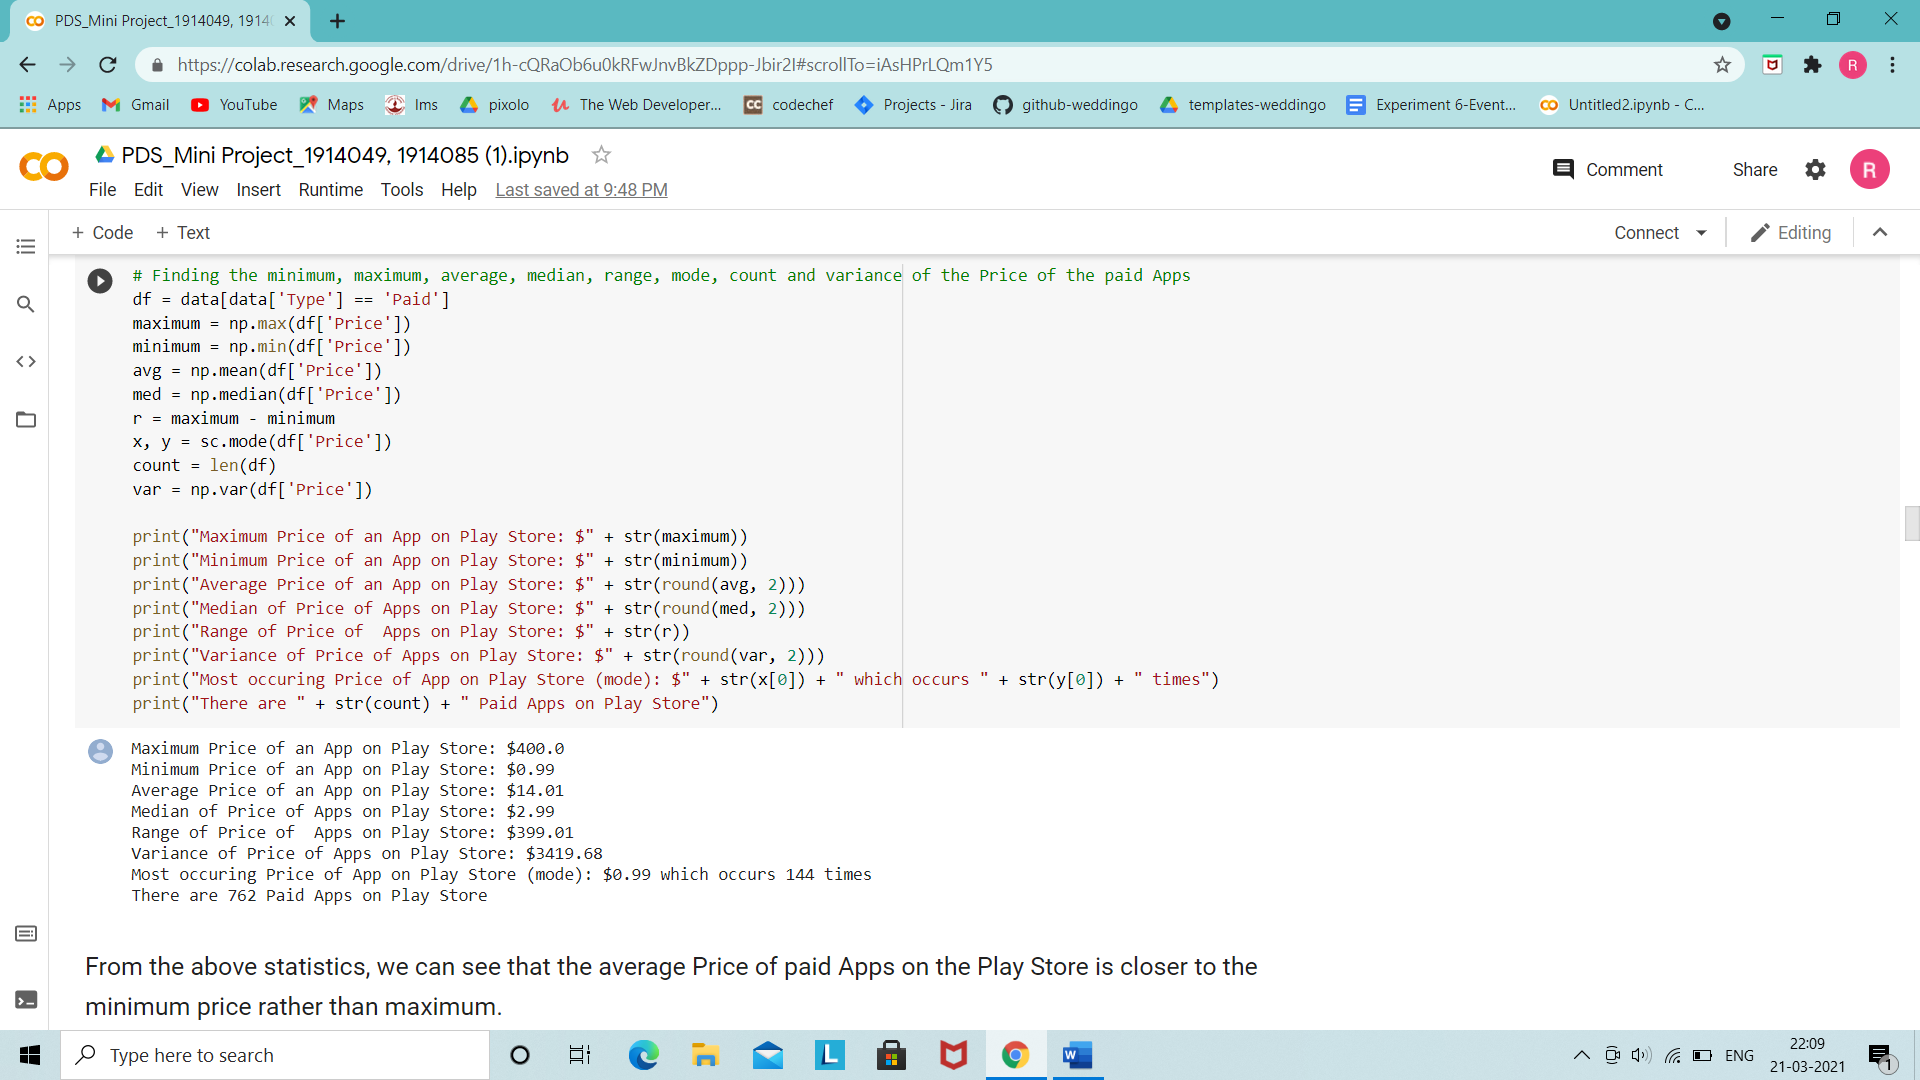 PDS_Mini Project_1914049, 1914
https://colab.research.google.com/drive/1h-cQRaOb6u0kRFwJnvBkZDppp-Jbir2I#scrollTo=iAsHPrLQm1Y5
R
Apps Gmail YouTube Maps Ims pixolo The Web Developer... codechef Projects - Jira github-weddingo templates-weddingo Experiment 6-Event... Untitled2.ipynb - C...
PDS_Mini Project_1914049, 1914085 (1).ipynb
Comment Share R
File Edit View Insert Runtime Tools Help Last saved at 9:48 PM
+ Code + Text Connect Editing
# Finding the minimum, maximum, average, median, range, mode, count and variance of the Price of the paid Apps
df = data[data['Type'] == 'Paid']
maximum = np.max(df['Price'])
minimum = np.min(df['Price'])
avg = np.mean(df['Price'])
med = np.median(df['Price'])
r = maximum - minimum
x, y = sc.mode(df['Price'])
count = len(df)
var = np.var(df['Price'])
print("Maximum Price of an App on Play Store: $" + str(maximum))
print("Minimum Price of an App on Play Store: $" + str(minimum))
print("Average Price of an App on Play Store: $" + str(round(avg, 2)))
print("Median of Price of Apps on Play Store: $" + str(round(med, 2)))
print("Range of Price of  Apps on Play Store: $" + str(r))
print("Variance of Price of Apps on Play Store: $" + str(round(var, 2)))
print("Most occuring Price of App on Play Store (mode): $" + str(x[0]) + " which occurs " + str(y[0]) + " times")
print("There are " + str(count) + " Paid Apps on Play Store")
Maximum Price of an App on Play Store: $400.0
Minimum Price of an App on Play Store: $0.99
Average Price of an App on Play Store: $14.01
Median of Price of Apps on Play Store: $2.99
Range of Price of  Apps on Play Store: $399.01
Variance of Price of Apps on Play Store: $3419.68
Most occuring Price of App on Play Store (mode): $0.99 which occurs 144 times
There are 762 Paid Apps on Play Store
From the above statistics, we can see that the average Price of paid Apps on the Play Store is closer to the
minimum price rather than maximum.
Type here to search
ENG
22:09
21-03-2021
1